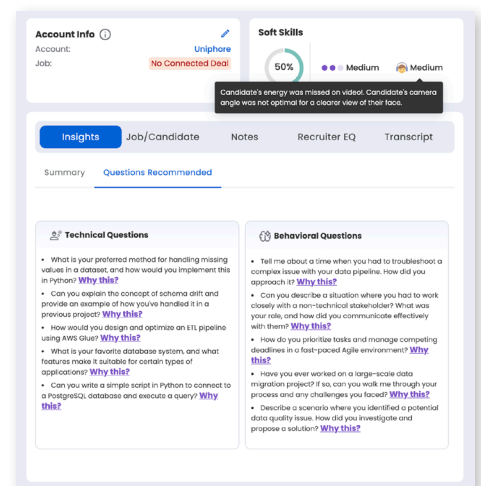 Account Info
Account: Uniphore
Job: No Connected Deal
Soft Skills
50%
Medium
Medium
Candidate's energy was missed on video!. Candidate's camera
angle was not optimal for a clearer view of their face.
Insights
Job/Candidate
Notes
Recruiter EQ
Transcript
Summary
Questions Recommended
Technical Questions
• What is your preferred method for handling missing
values in a dataset, and how would you implement this
in Python? Why this?
• Can you explain the concept of schema drift and
provide an example of how you've handled it in a
previous project? Why this?
• How would you design and optimize an ETL pipeline
using AWS Glue? Why this?
• What is your favorite database system, and what
features make it suitable for certain types of
applications? Why this?
• Can you write a simple script in Python to connect to
a PostgreSQL database and execute a query? Why
this?
Behavioral Questions
• Tell me about a time when you had to troubleshoot a
complex issue with your data pipeline. How did you
approach it? Why this?
• Can you describe a situation where you had to work
closely with a non-technical stakeholder? What was
your role, and how did you communicate effectively
with them? Why this?
• How do you prioritize tasks and manage competing
deadlines in a fast-paced Agile environment? Why
this?
• Have you ever worked on a large-scale data
migration project? If so, can you walk me through your
process and any challenges you faced? Why this?
• Describe a scenario where you identified a potential
data quality issue. How did you investigate and
propose a solution? Why this?